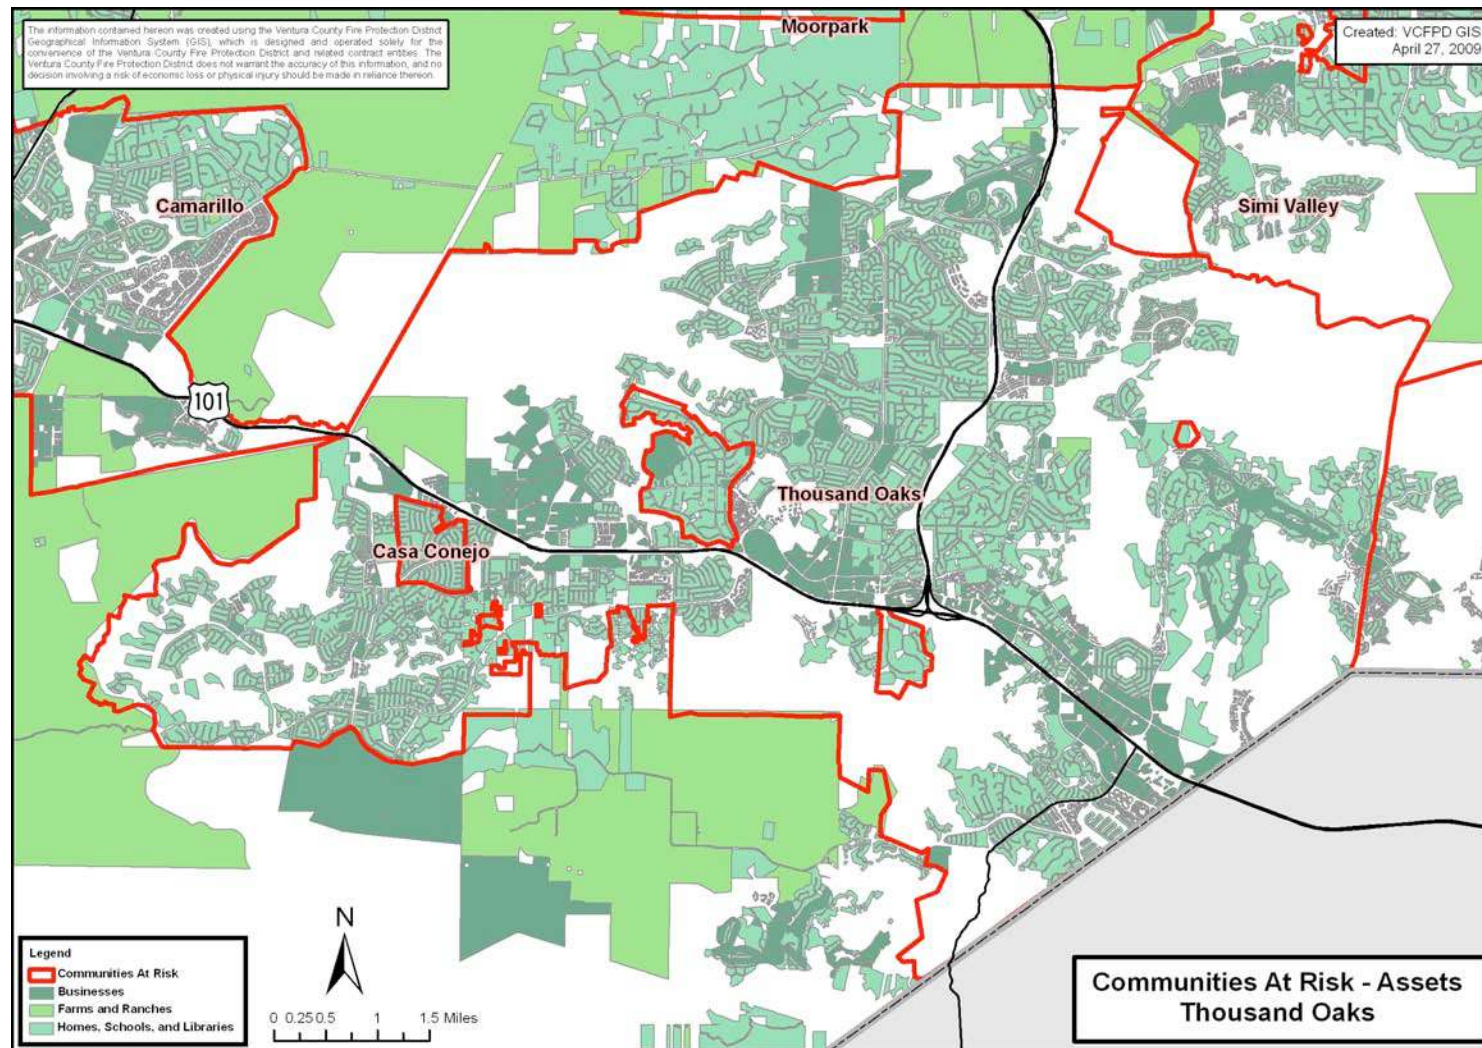 The information contained hereon was created using the Ventura County Fire Protection District
Geographical Information System (GIS), which is designed and operated solely for the
convenience of the Ventura County Fire Protection District and related contract entities. The
Ventura County Fire Protection District does not warrant the accuracy of this information, and no
decision involving a risk of economic loss or physical injury should be made in reliance thereon.
Moorpark
Created: VCFPD GIS
April 27, 2009
Camarillo
Simi Valley
101
Thousand Oaks
Casa Conejo
N
Legend
Communities At Risk
Businesses
Farms and Ranches
Homes, Schools, and Libraries
0 0.25 0.5 1 1.5 Miles
Communities At Risk - Assets
Thousand Oaks